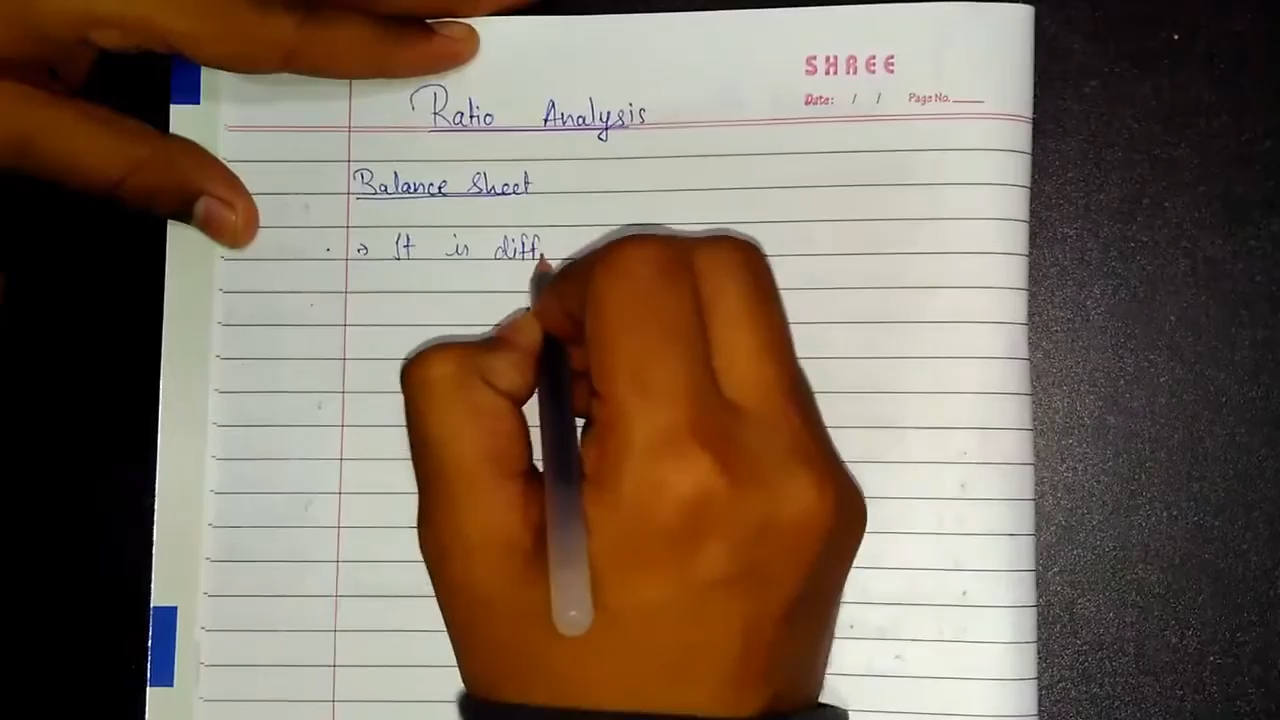 SHREE
Date: / / Page No.
Ratio Analysis
Balance Sheet
→ It is diff